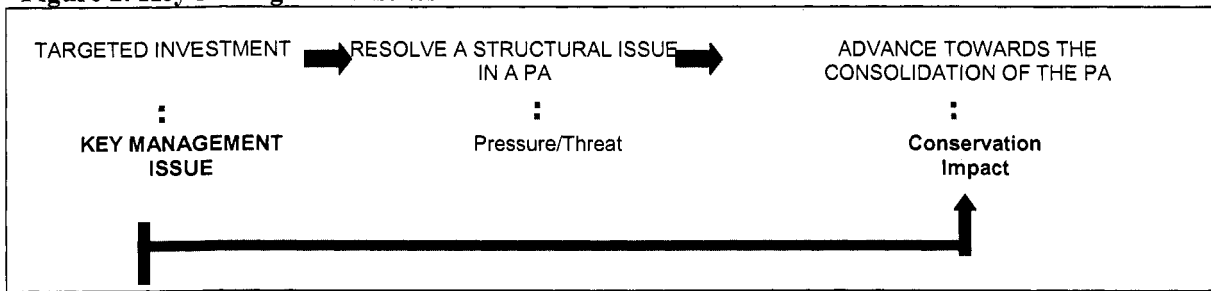 TARGETED INVESTMENT RESOLVE A STRUCTURAL ISSUE ADVANCE TOWARDS THE
IN A PA CONSOLIDATION OF THE PA
: : :
KEY MANAGEMENT Pressure/Threat Conservation
ISSUE Impact